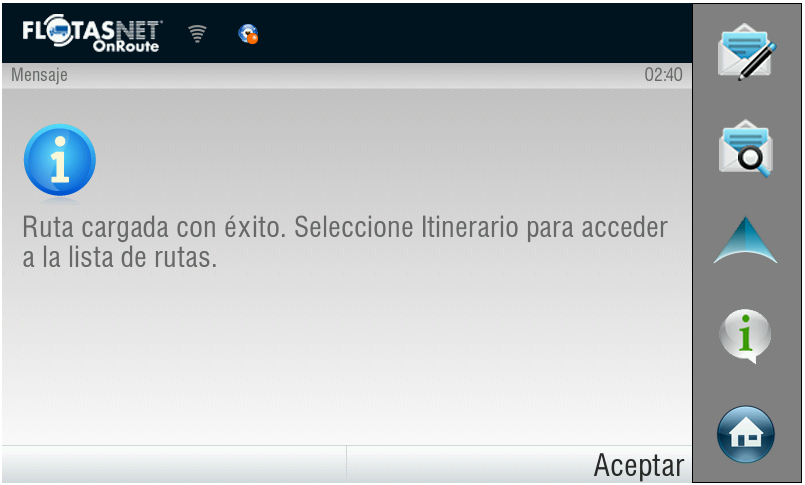 FLOTASNET
OnRoute
Mensaje 02:40
Ruta cargada con éxito. Seleccione Itinerario para acceder
a la lista de rutas.
Aceptar